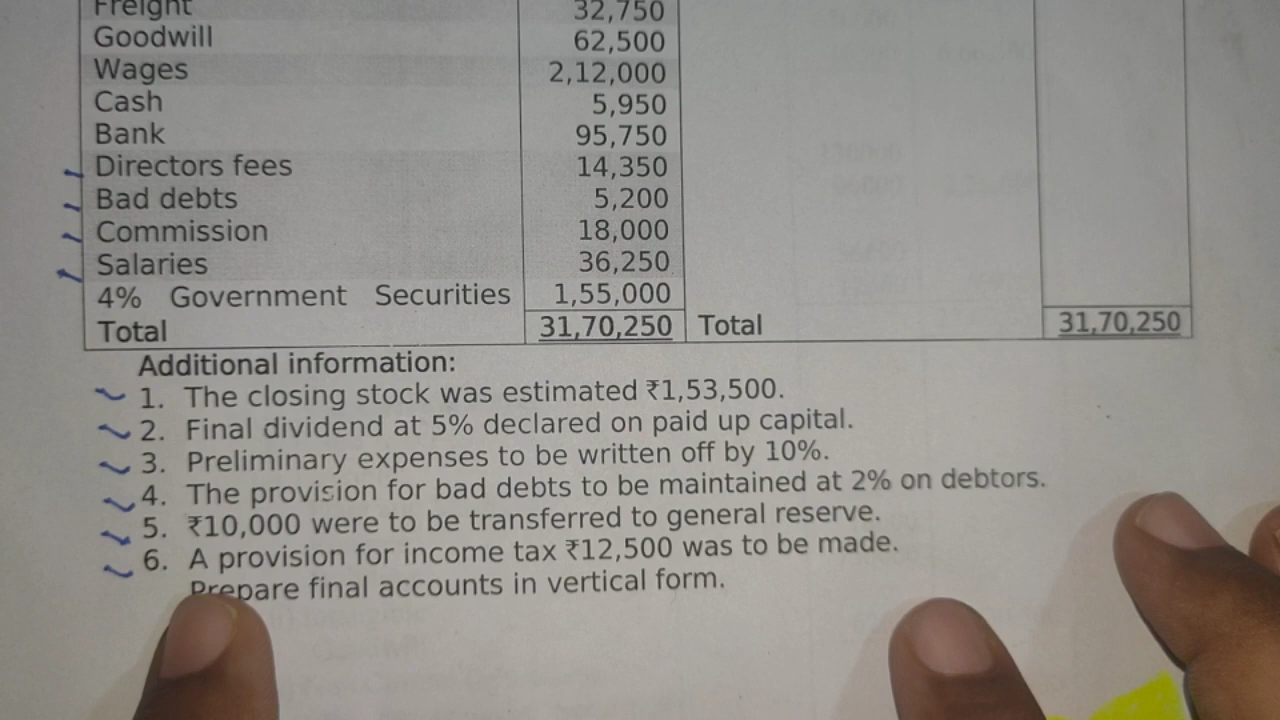 Freight 32,750
Goodwill 62,500
Wages 2,12,000
Cash 5,950
Bank 95,750
Directors fees 14,350
Bad debts 5,200
Commission 18,000
Salaries 36,250
4% Government Securities 1,55,000
Total 31,70,250 Total 31,70,250
Additional information:
1. The closing stock was estimated ₹1,53,500.
2. Final dividend at 5% declared on paid up capital.
3. Preliminary expenses to be written off by 10%.
4. The provision for bad debts to be maintained at 2% on debtors.
5. ₹10,000 were to be transferred to general reserve.
6. A provision for income tax ₹12,500 was to be made.
Prepare final accounts in vertical form.